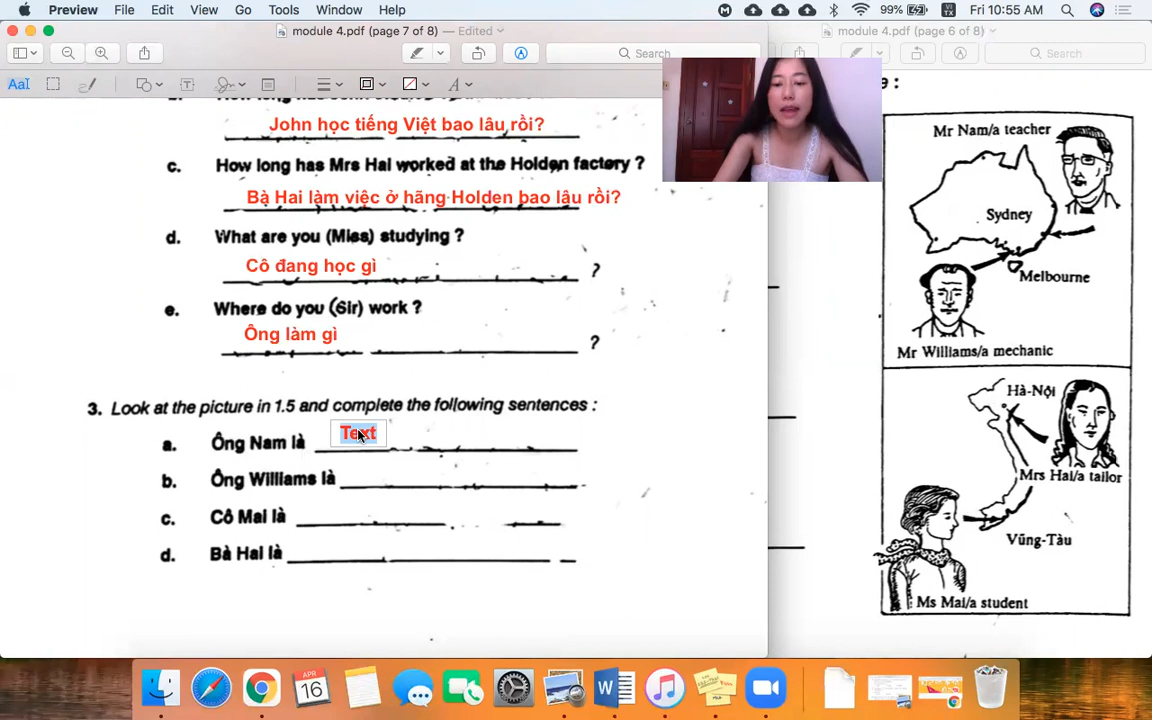 Preview File Edit View Go Tools Window Help
99% Fri 10:55 AM
module 4.pdf (page 7 of 8) — Edited
module 4.pdf (page 6 of 8)
Search
Search
John học tiếng Việt bao lâu rồi?
c. How long has Mrs Hai worked at the Holden factory ?
Bạ Hai làm việc ở hãng Holden bao lâu rồi?
d. What are you (Miss) studying ?
Cô đang học gì ?
e. Where do you (Sir) work ?
Ông làm gì ?
3. Look at the picture in 1.5 and complete the following sentences :
Text
a. Ông Nam là
b. Ông Williams là
c. Cô Mai là
d. Bà Hai là
Mr Nam/a teacher
Sydney
Melbourne
Mr Williams/a mechanic
Hà-Nội
Mrs Hai/a tailor
Vũng-Tàu
Ms Mai/a student
APR
16